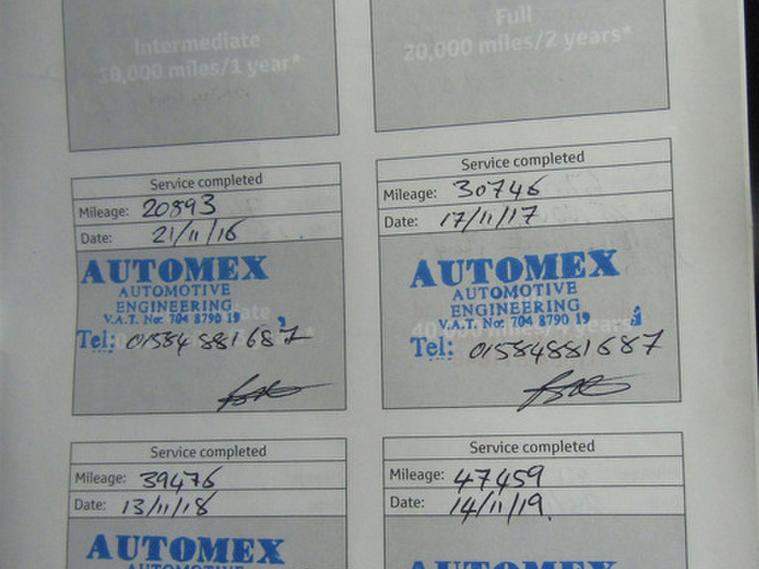 Intermediate
10,000 miles/1 year*
Full
20,000 miles/2 years*
Service completed
Mileage: 20893
Date: 21/11/16
AUTOMEX
AUTOMOTIVE
ENGINEERING
V.A.T. No: 704 8790 19
Tel: 01584 881687
Service completed
Mileage: 30746
Date: 17/11/17
AUTOMEX
AUTOMOTIVE
ENGINEERING
V.A.T. No: 704 8790 19
Tel: 01584881687
Service completed
Mileage: 39476
Date: 13/11/18
AUTOMEX
AUTOMOTIVE
Service completed
Mileage: 47459
Date: 14/11/19.
AUTOMEX